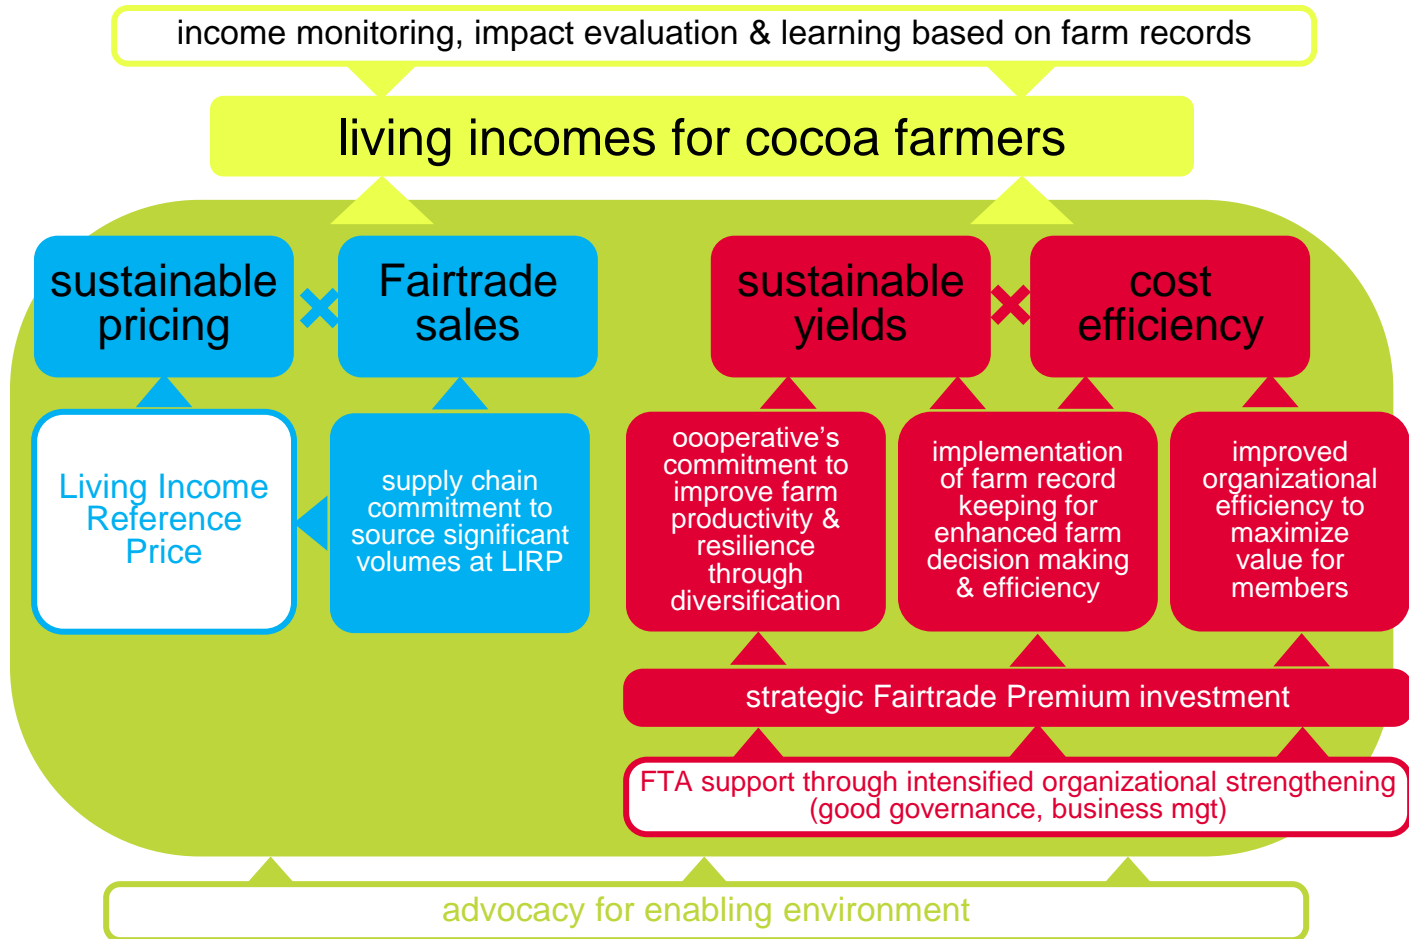 income monitoring, impact evaluation & learning based on farm records
living incomes for cocoa farmers
sustainable
pricing
Fairtrade
sales
sustainable
yields
cost
efficiency
Living Income
Reference
Price
supply chain
commitment to
source significant
volumes at LIRP
oooperative's
commitment to
improve farm
productivity &
resilience
through
diversification
implementation
of farm record
keeping for
enhanced farm
decision making
& efficiency
improved
organizational
efficiency to
maximize
value for
members
strategic Fairtrade Premium investment
FTA support through intensified organizational strengthening
(good governance, business mgt)
advocacy for enabling environment